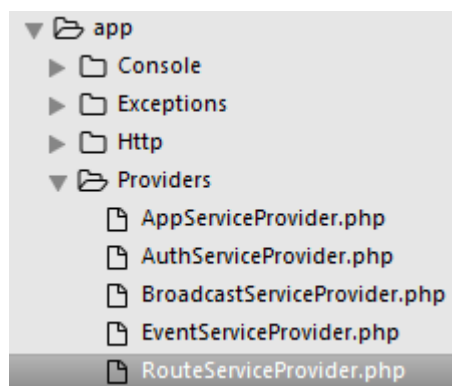 app
Console
Exceptions
Http
Providers
AppServiceProvider.php
AuthServiceProvider.php
BroadcastServiceProvider.php
EventServiceProvider.php
RouteServiceProvider.php